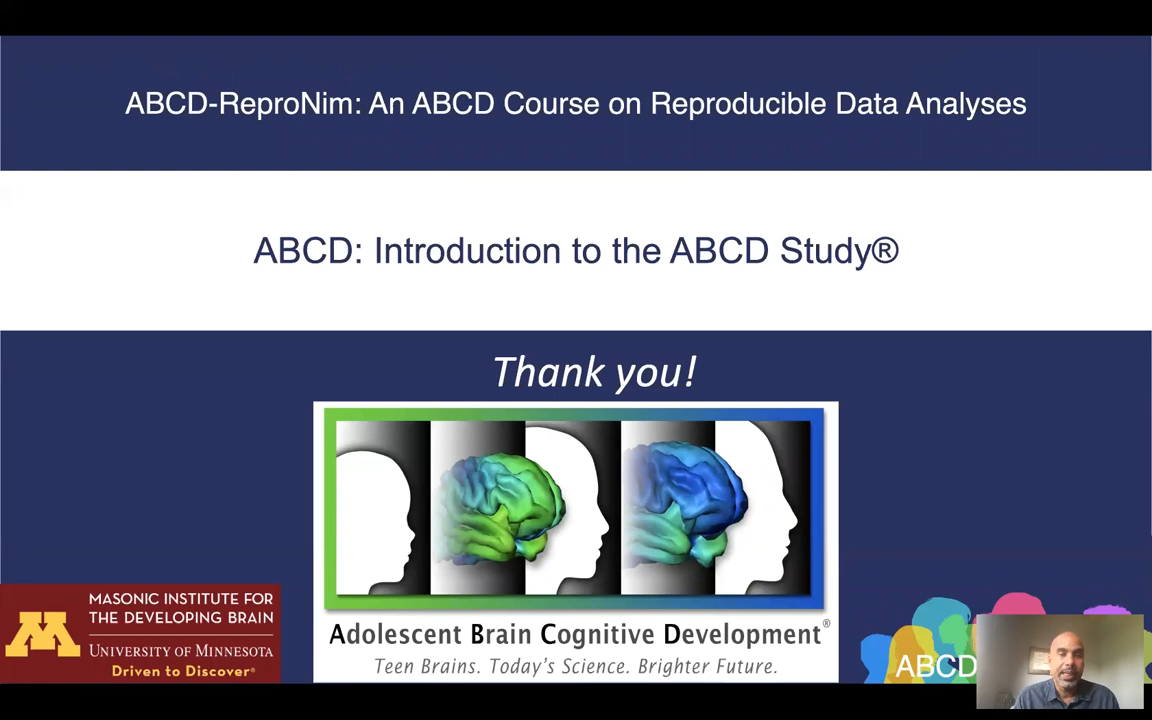 ABCD-ReproNim: An ABCD Course on Reproducible Data Analyses
ABCD: Introduction to the ABCD Study®
Thank you!
Adolescent Brain Cognitive Development®
Teen Brains. Today's Science. Brighter Future.
MASONIC INSTITUTE FOR
THE DEVELOPING BRAIN
UNIVERSITY OF MINNESOTA
Driven to Discover®
M
ABCD